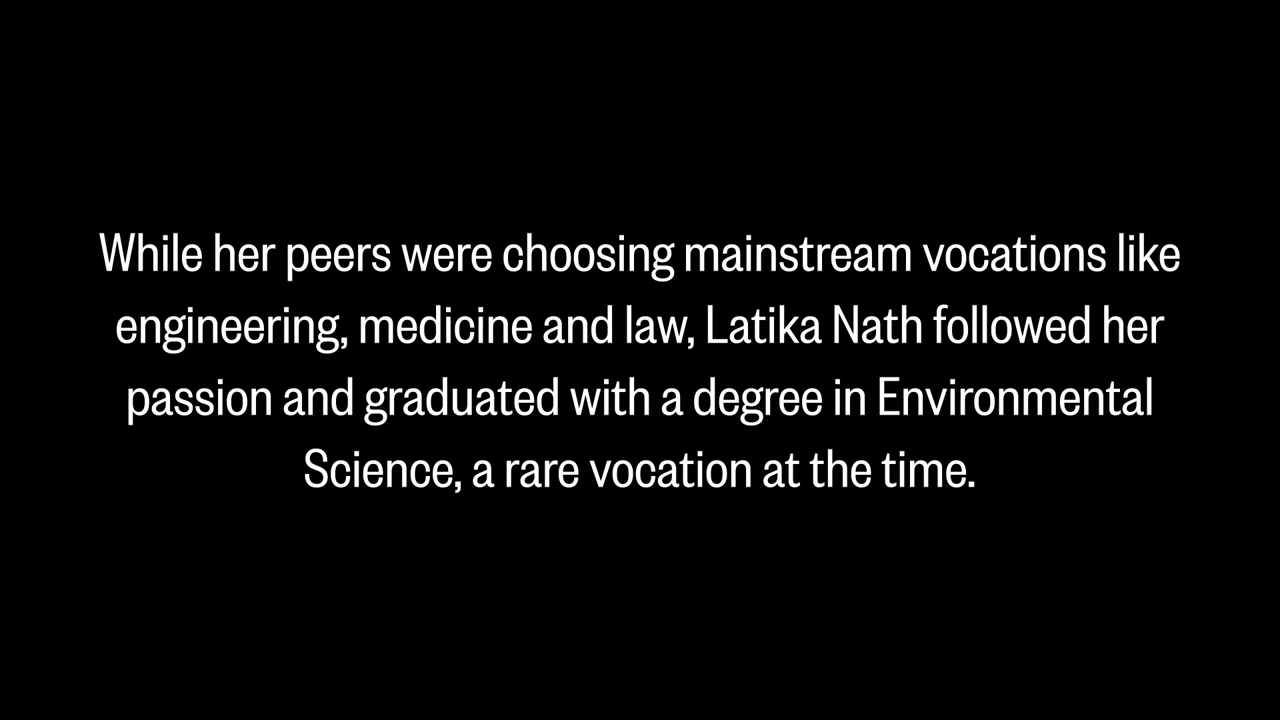 While her peers were choosing mainstream vocations like
engineering, medicine and law, Latika Nath followed her
passion and graduated with a degree in Environmental
Science, a rare vocation at the time.